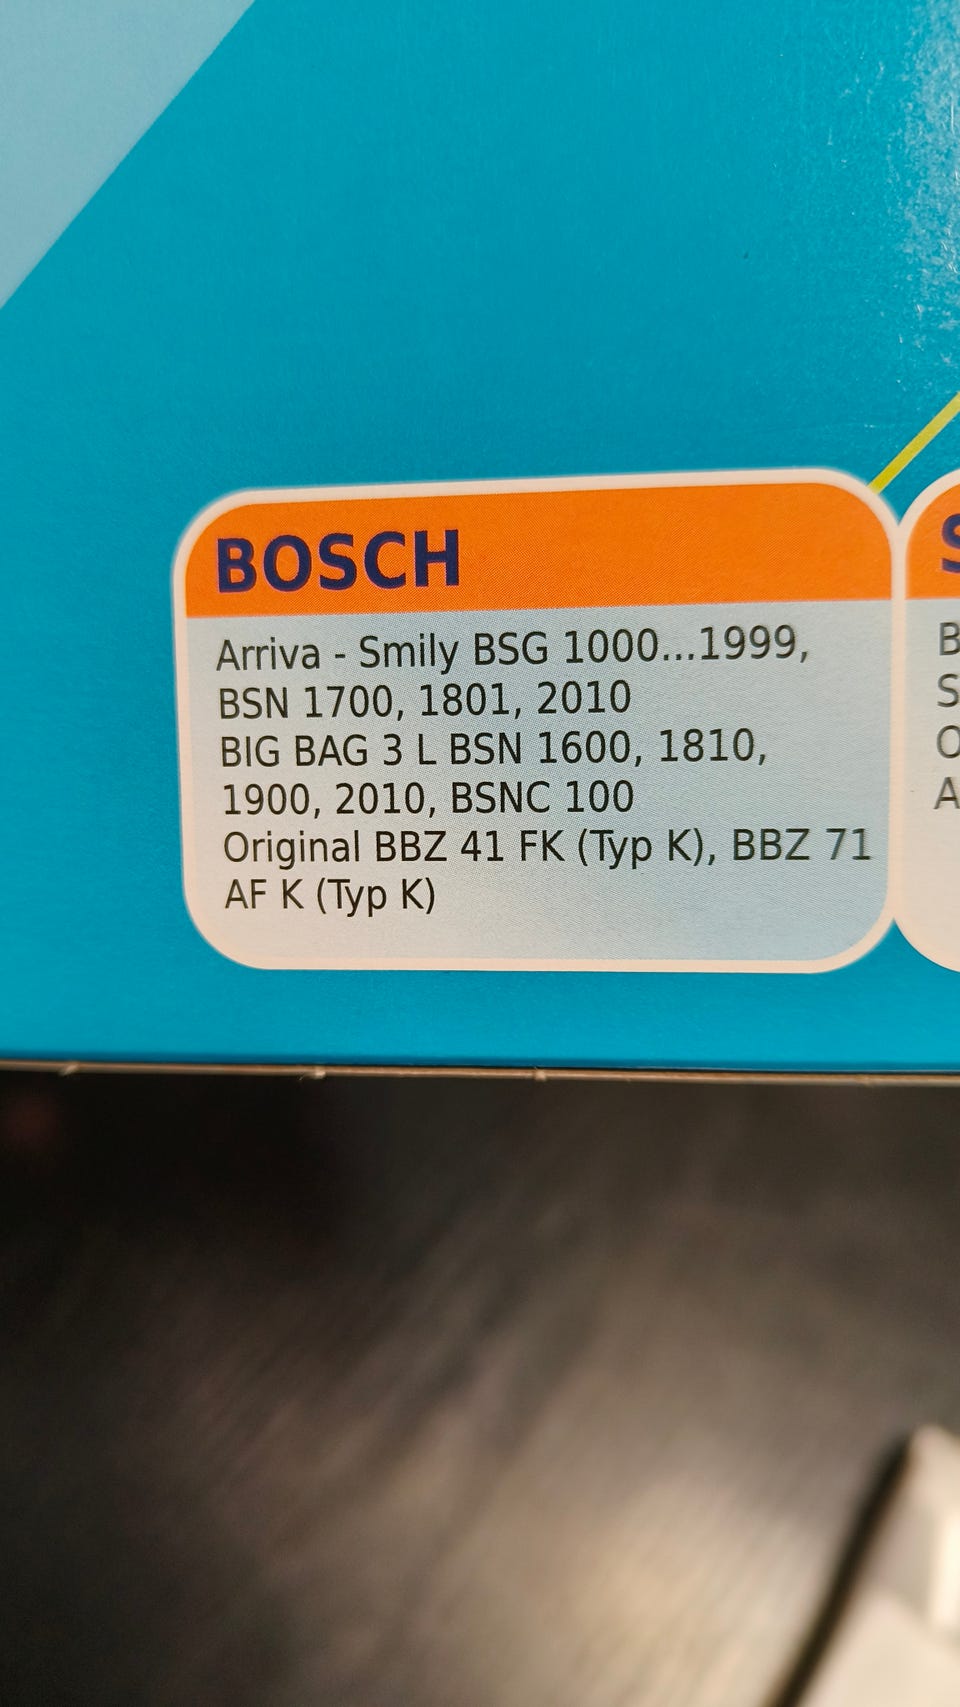 BOSCH
Arriva - Smily BSG 1000...1999,
BSN 1700, 1801, 2010
BIG BAG 3 L BSN 1600, 1810,
1900, 2010, BSNC 100
Original BBZ 41 FK (Typ K), BBZ 71
AF K (Typ K)